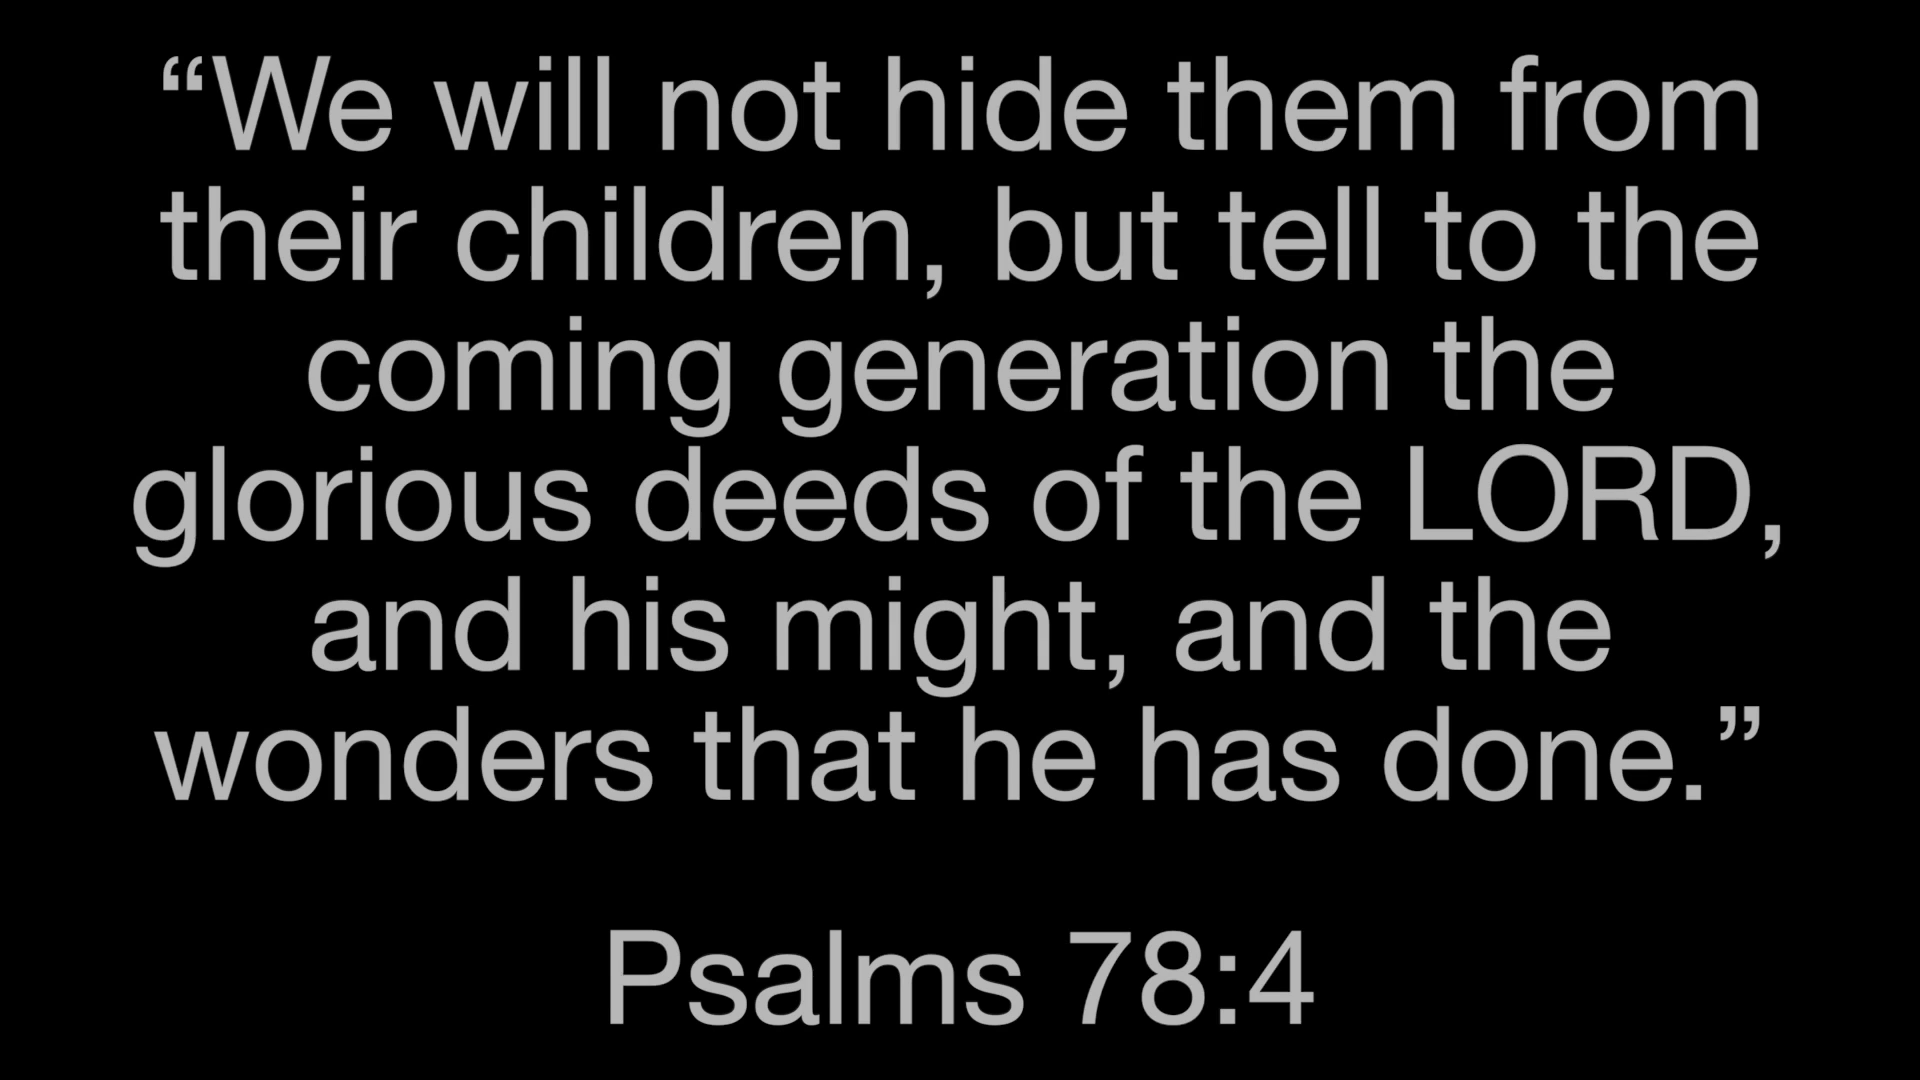 “We will not hide them from
their children, but tell to the
coming generation the
glorious deeds of the LORD,
and his might, and the
wonders that he has done.”
Psalms 78:4